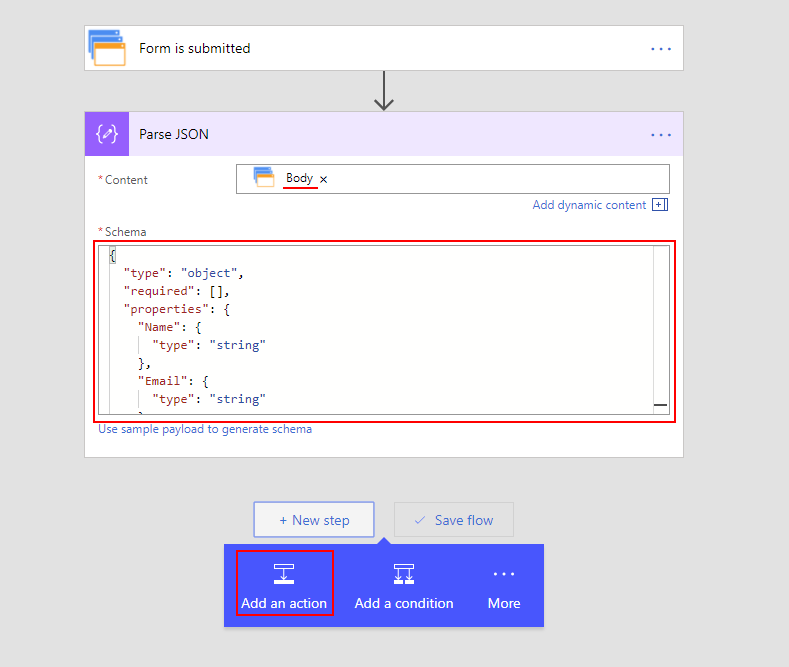 Form is submitted
...
Parse JSON
...
*Content
Body ×
Add dynamic content
*Schema
{
"type": "object",
"required": [],
"properties": {
"Name": {
"type": "string"
},
"Email": {
"type": "string"
Use sample payload to generate schema
+ New step
Save flow
Add an action
Add a condition
...
More